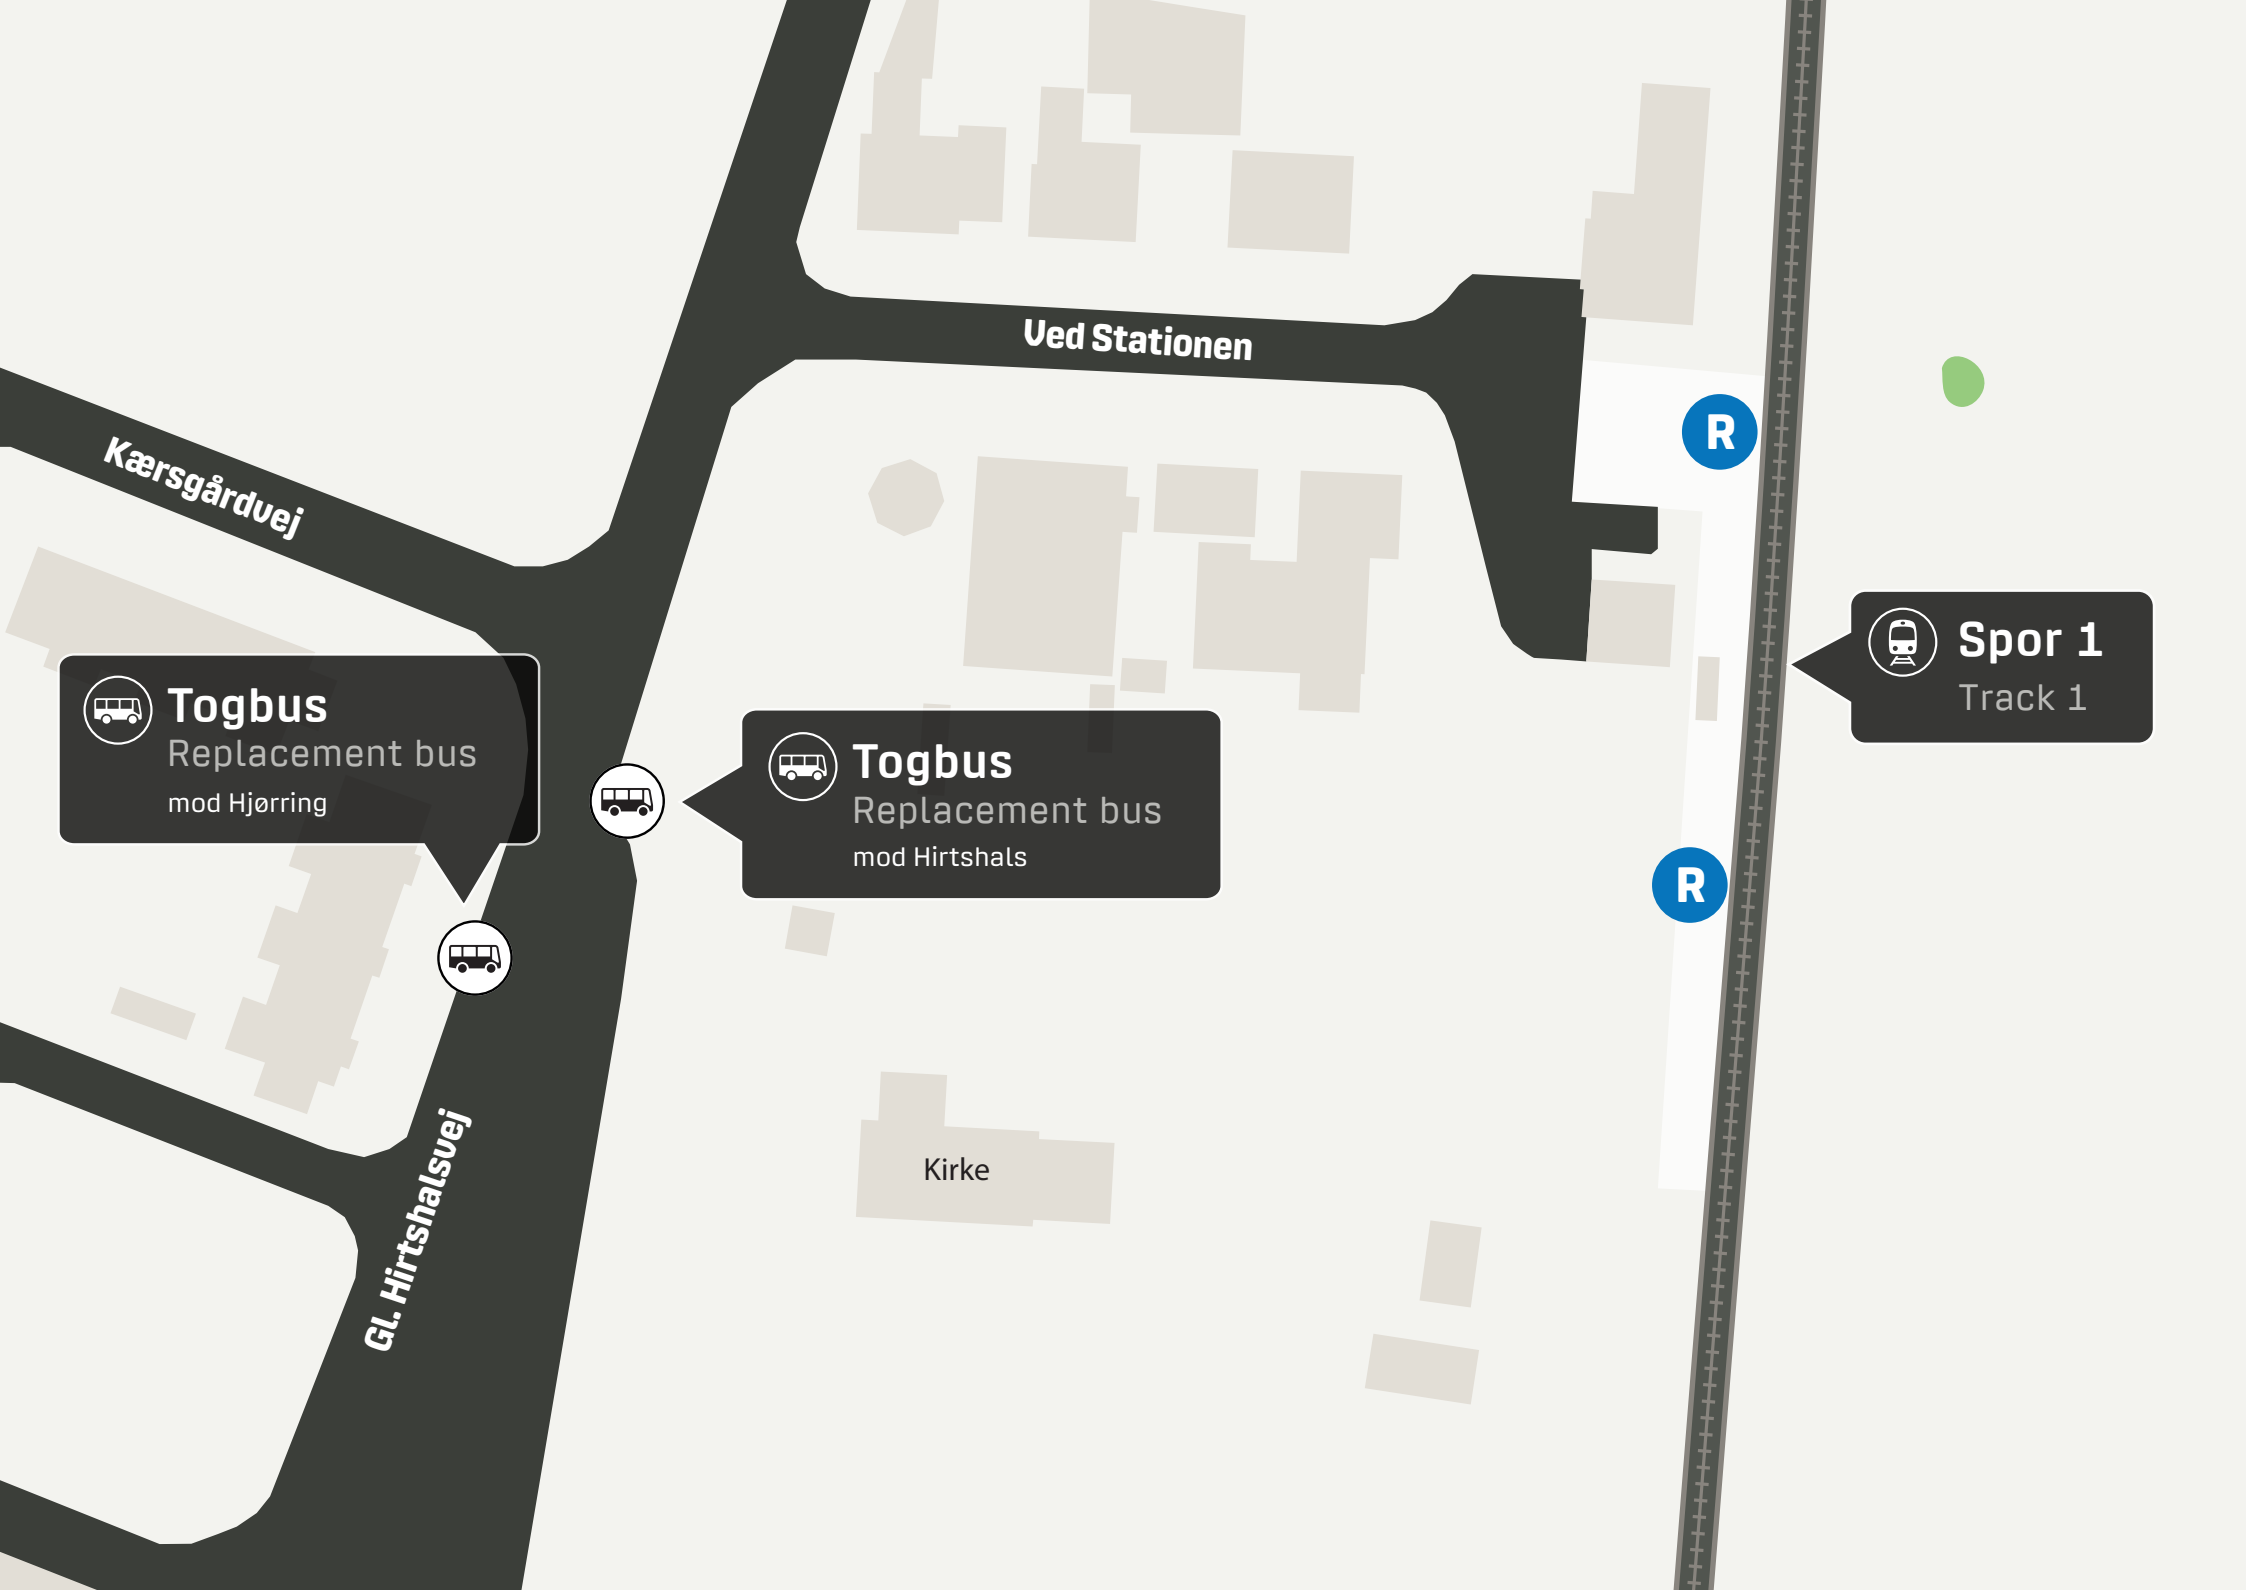 Ved Stationen
R
Kærsgårdvej
Spor 1
Track 1
Togbus
Replacement bus
mod Hjørring
Togbus
Replacement bus
mod Hirtshals
R
Gl. Hirtshalsvej
Kirke